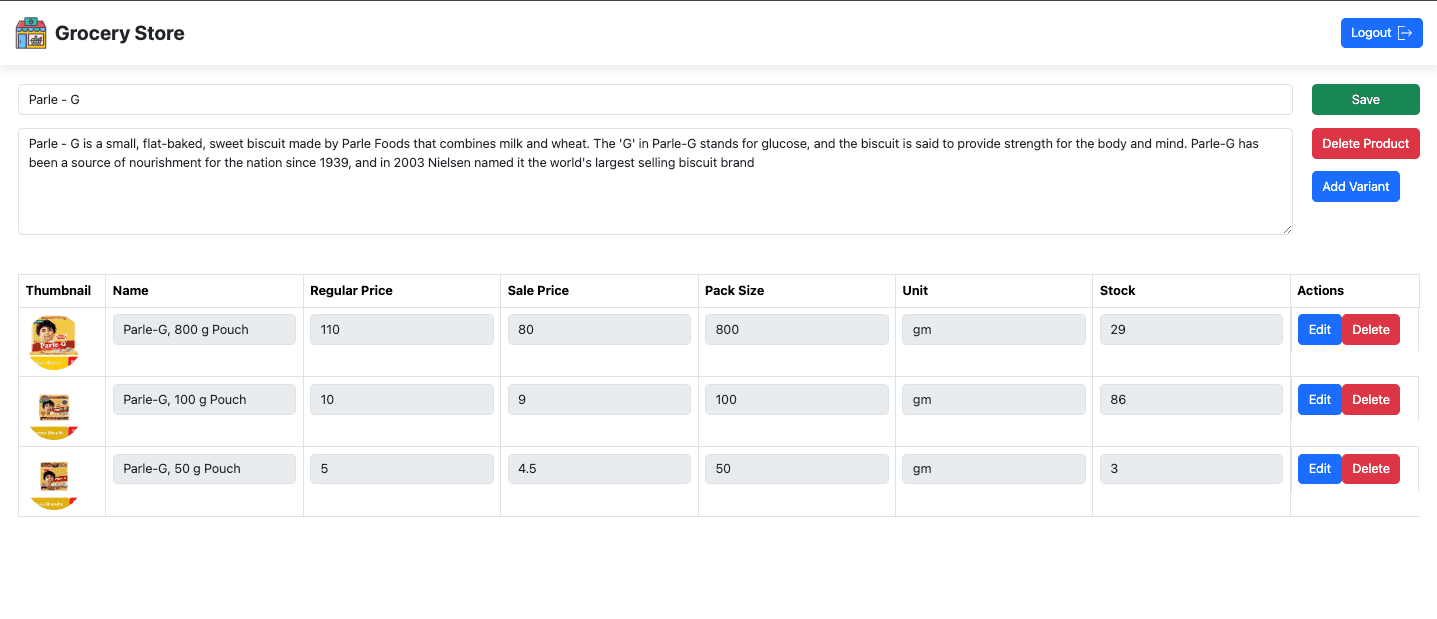 Grocery Store
Logout
Parle - G
Save
Parle - G is a small, flat-baked, sweet biscuit made by Parle Foods that combines milk and wheat. The 'G' in Parle-G stands for glucose, and the biscuit is said to provide strength for the body and mind. Parle-G has
been a source of nourishment for the nation since 1939, and in 2003 Nielsen named it the world's largest selling biscuit brand
Delete Product
Add Variant
Thumbnail Name Regular Price Sale Price Pack Size Unit Stock Actions
Parle-G, 800 g Pouch 110 80 800 gm 29 Edit Delete
Parle-G
Parle-G, 100 g Pouch 10 9 100 gm 86 Edit Delete
Parle-G, 50 g Pouch 5 4.5 50 gm 3 Edit Delete